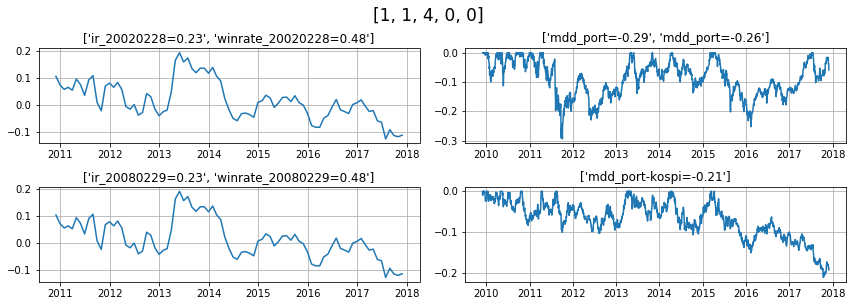 [1, 1, 4, 0, 0]
['ir_20020228=0.23', 'winrate_20020228=0.48']
0.2
0.1
0.0
−0.1
2011 2012 2013 2014 2015 2016 2017 2018
['mdd_port=-0.29', 'mdd_port=-0.26']
0.0
−0.1
−0.2
−0.3
2010 2011 2012 2013 2014 2015 2016 2017 2018
['ir_20080229=0.23', 'winrate_20080229=0.48']
0.2
0.1
0.0
−0.1
2011 2012 2013 2014 2015 2016 2017 2018
['mdd_port-kospi=-0.21']
0.0
−0.1
−0.2
2010 2011 2012 2013 2014 2015 2016 2017 2018